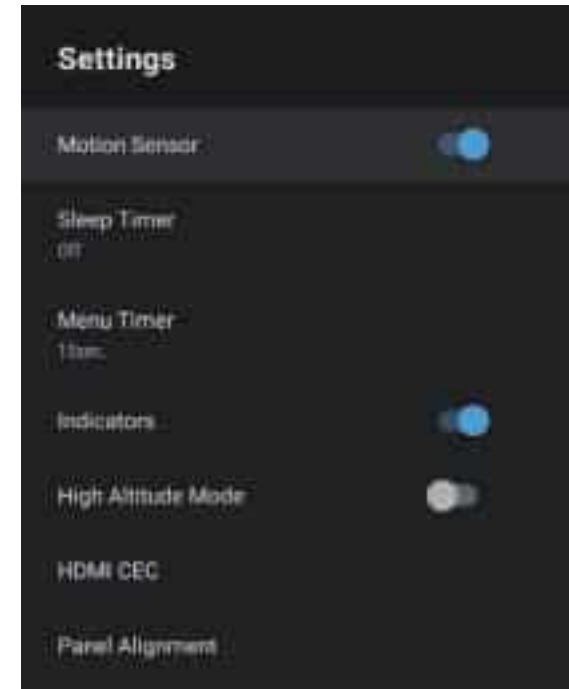 Settings
Motion Sensor
Sleep Timer
Off
Menu Timer
High Altitude Mode
Indicators
HDMI CEC
Panel Alignment